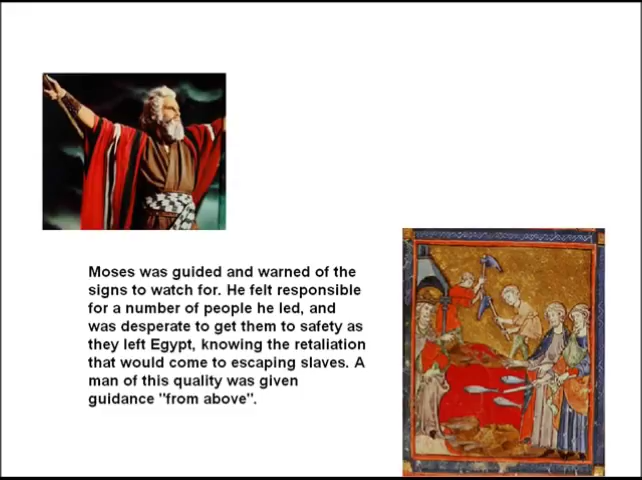 Moses was guided and warned of the
signs to watch for. He felt responsible
for a number of people he led, and
was desperate to get them to safety as
they left Egypt, knowing the retaliation
that would come to escaping slaves. A
man of this quality was given
guidance "from above".